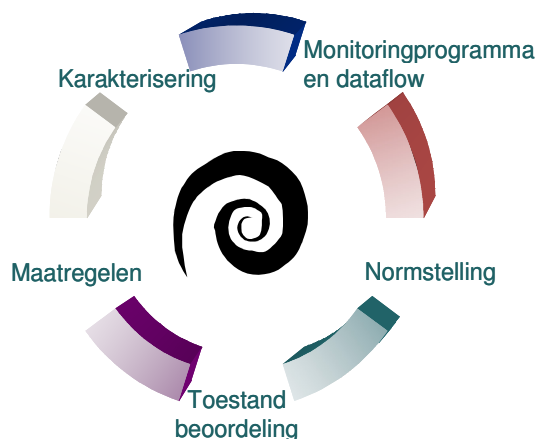 Karakterisering
Monitoringprogramma
en dataflow
Normstelling
Toestand
beoordeling
Maatregelen